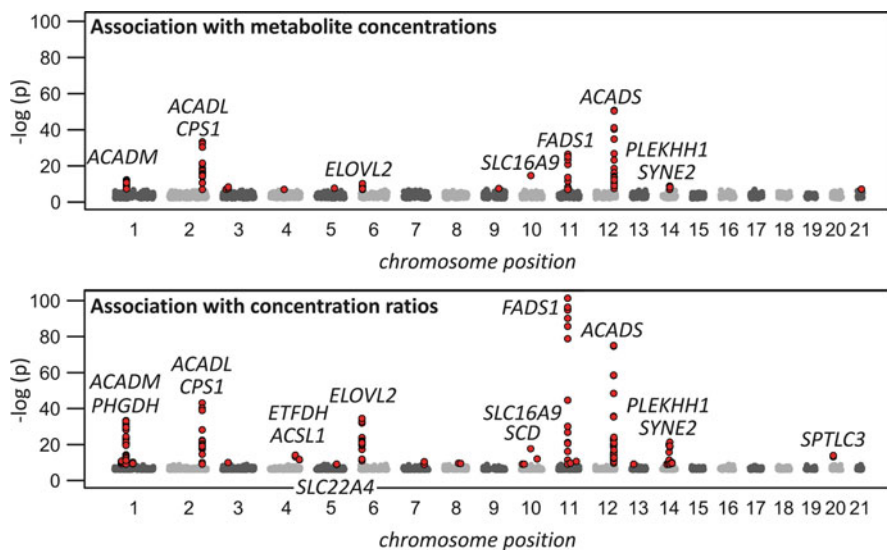 Association with metabolite concentrations
100
80
60
40
20
0
-log (p)
ACADM
ACADL
CPS1
ELOVL2
SLC16A9
FADS1
ACADS
PLEKHH1
SYNE2
1 2 3 4 5 6 7 8 9 10 11 12 13 14 15 16 17 18 19 20 21
chromosome position
Association with concentration ratios
100
80
60
40
20
0
-log (p)
ACADM
PHGDH
ACADL
CPS1
ETFDH
ACSL1
SLC22A4
ELOVL2
SLC16A9
SCD
FADS1
ACADS
PLEKHH1
SYNE2
SPTLC3
1 2 3 4 5 6 7 8 9 10 11 12 13 14 15 16 17 18 19 20 21
chromosome position